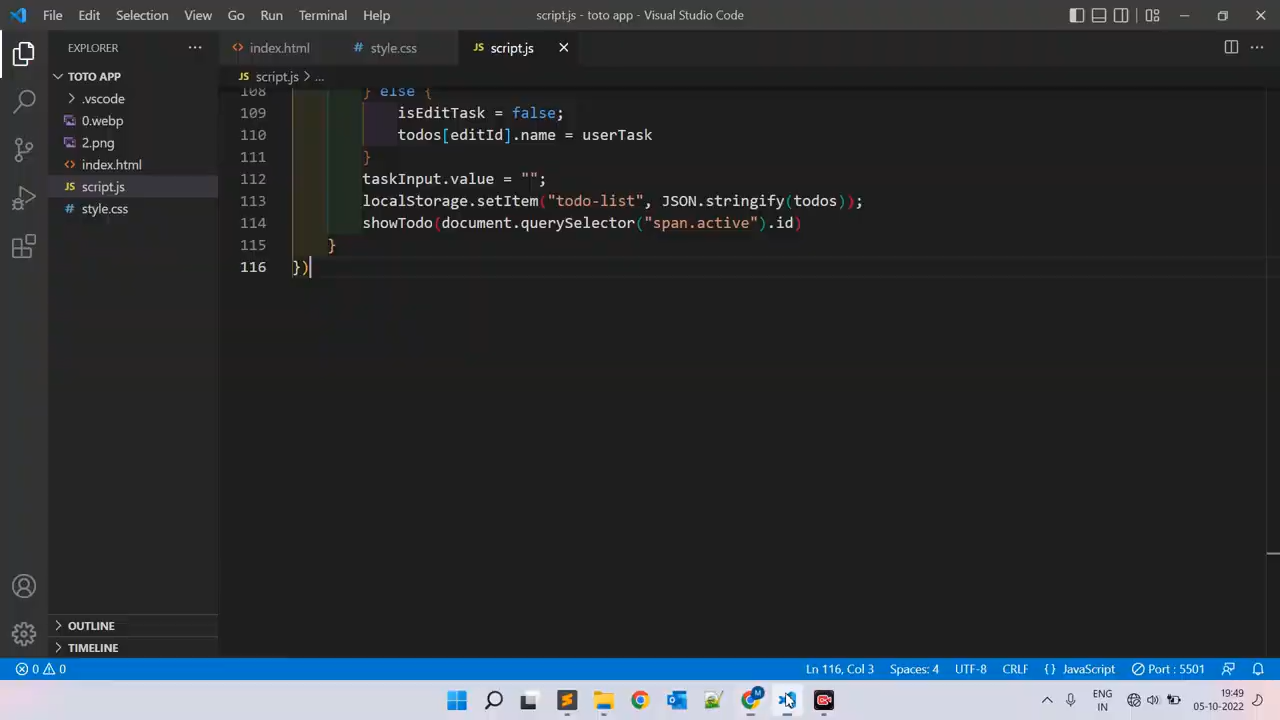 File Edit Selection View Go Run Terminal Help script.js - toto app - Visual Studio Code
EXPLORER
TOTO APP
.vscode
0.webp
2.png
index.html
script.js
style.css
OUTLINE
TIMELINE
index.html style.css JS script.js
JS script.js > ...
108 } else {
109 isEditTask = false;
110 todos[editId].name = userTask
111 }
112 taskInput.value = "";
113 localStorage.setItem("todo-list", JSON.stringify(todos));
114 showTodo(document.querySelector("span.active").id)
115 }
116 })
0 0 Ln 116, Col 3 Spaces: 4 UTF-8 CRLF {} JavaScript Port : 5501
M
ENG
IN
19:49
05-10-2022